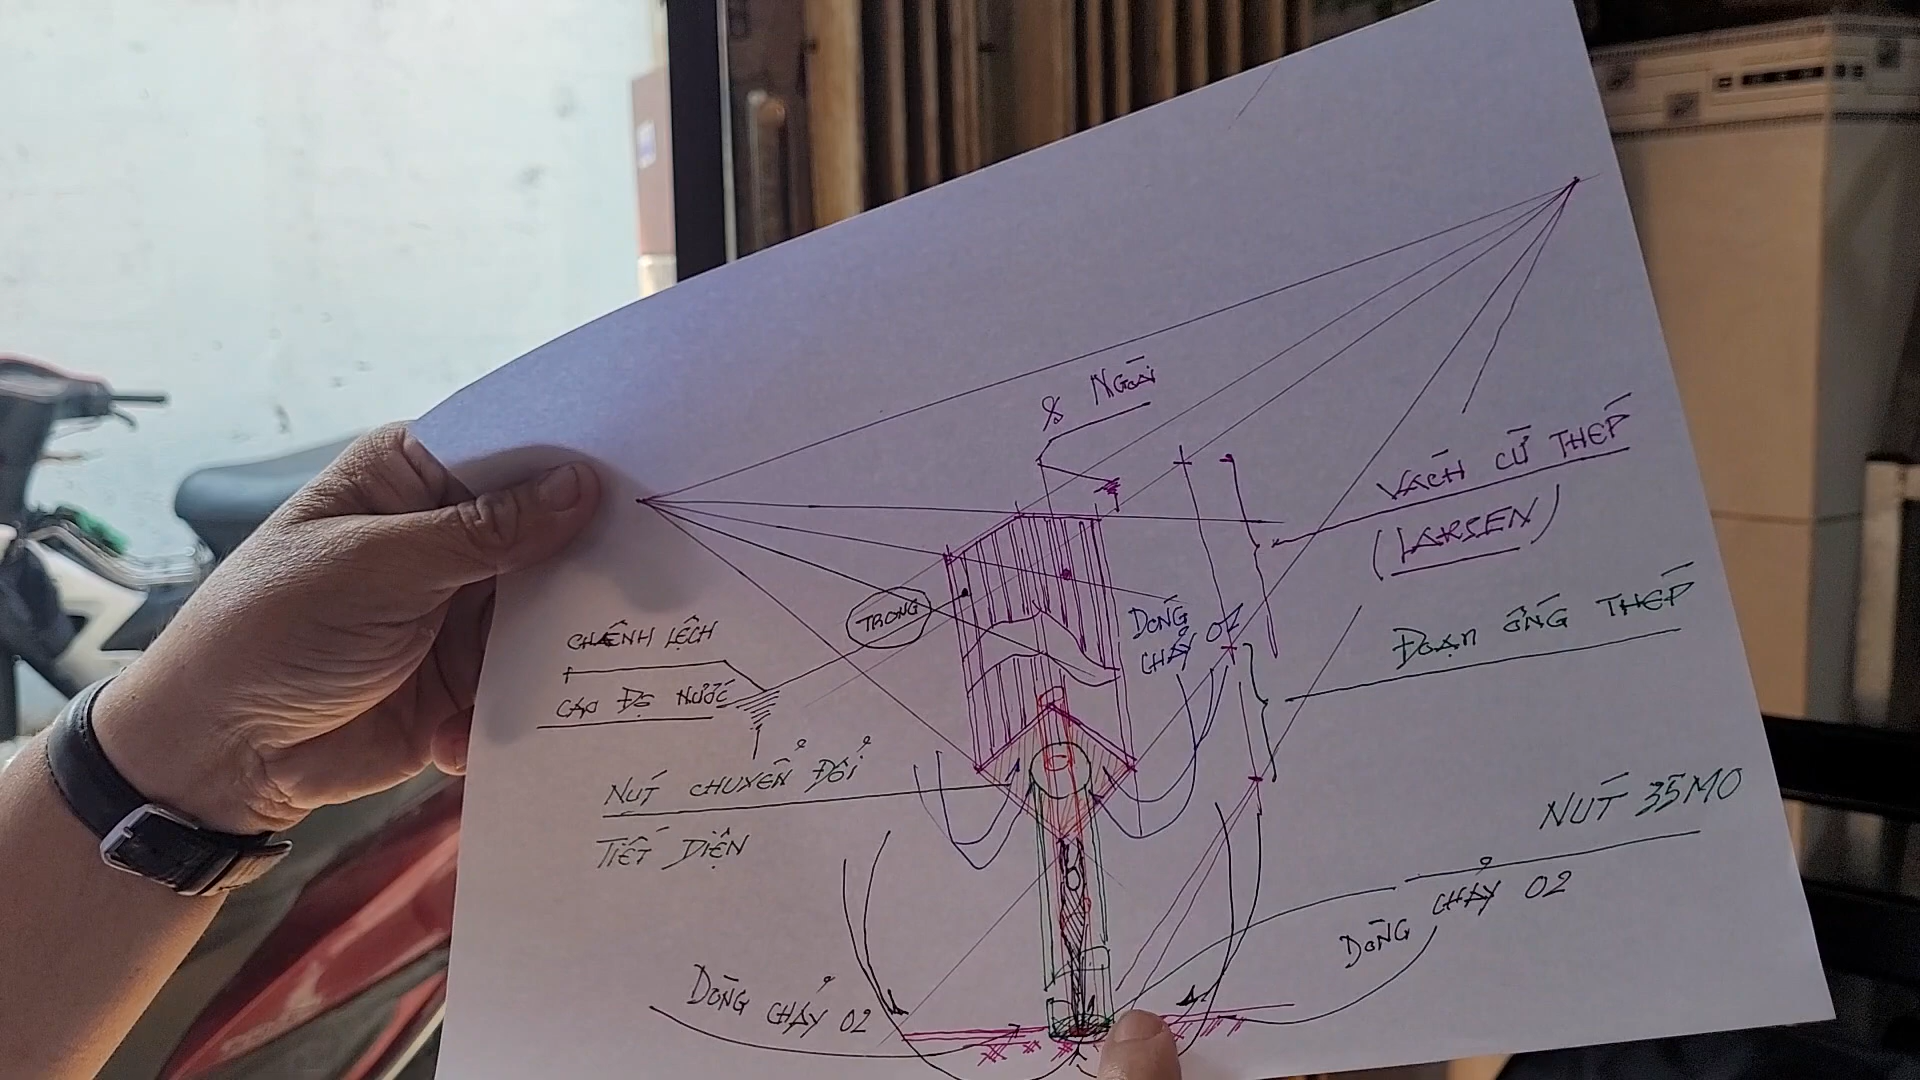 & NGOÀI
VÁCH CỪ THÉP
(LARSEN)
TRONG
DÒNG
CHẢY 01
ĐOẠN ỐNG THÉP
CHÊNH LỆCH
CAO ĐỘ NƯỚC
NÚT CHUYỂN ĐỔI
TIẾT DIỆN
NÚT 35MO
DÒNG CHẢY 02
DÒNG CHẢY 02